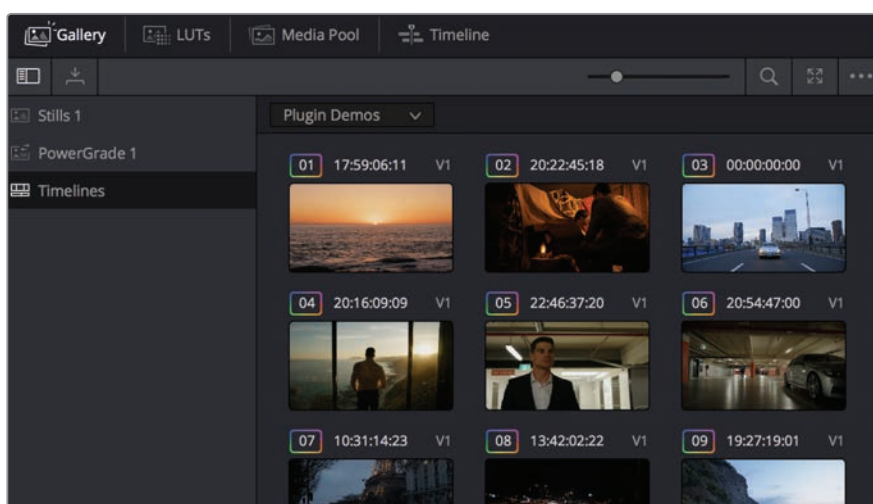 Gallery LUTs Media Pool Timeline
Stills 1
PowerGrade 1
Timelines
Plugin Demos
01 17:59:06:11 V1 02 20:22:45:18 V1 03 00:00:00:00 V1
04 20:16:09:09 V1 05 22:46:37:20 V1 06 20:54:47:00 V1
07 10:31:14:23 V1 08 13:42:02:22 V1 09 19:27:19:01 V1